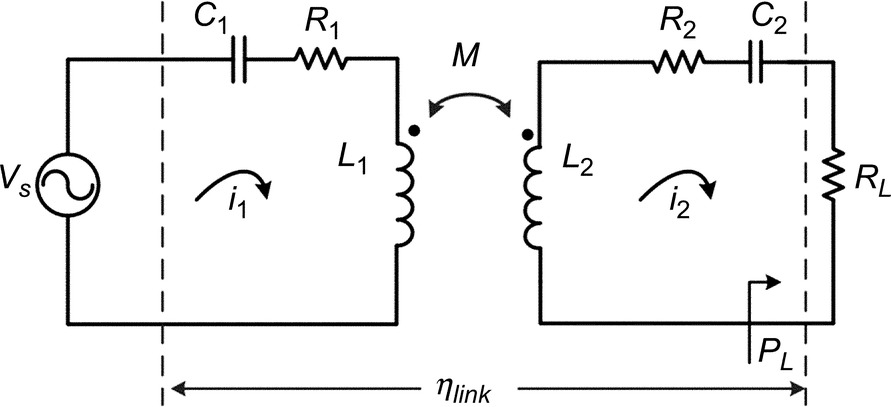 C1 R1 M R2 C2
Vs i1 L1 L2 i2 RL
PL
ηlink